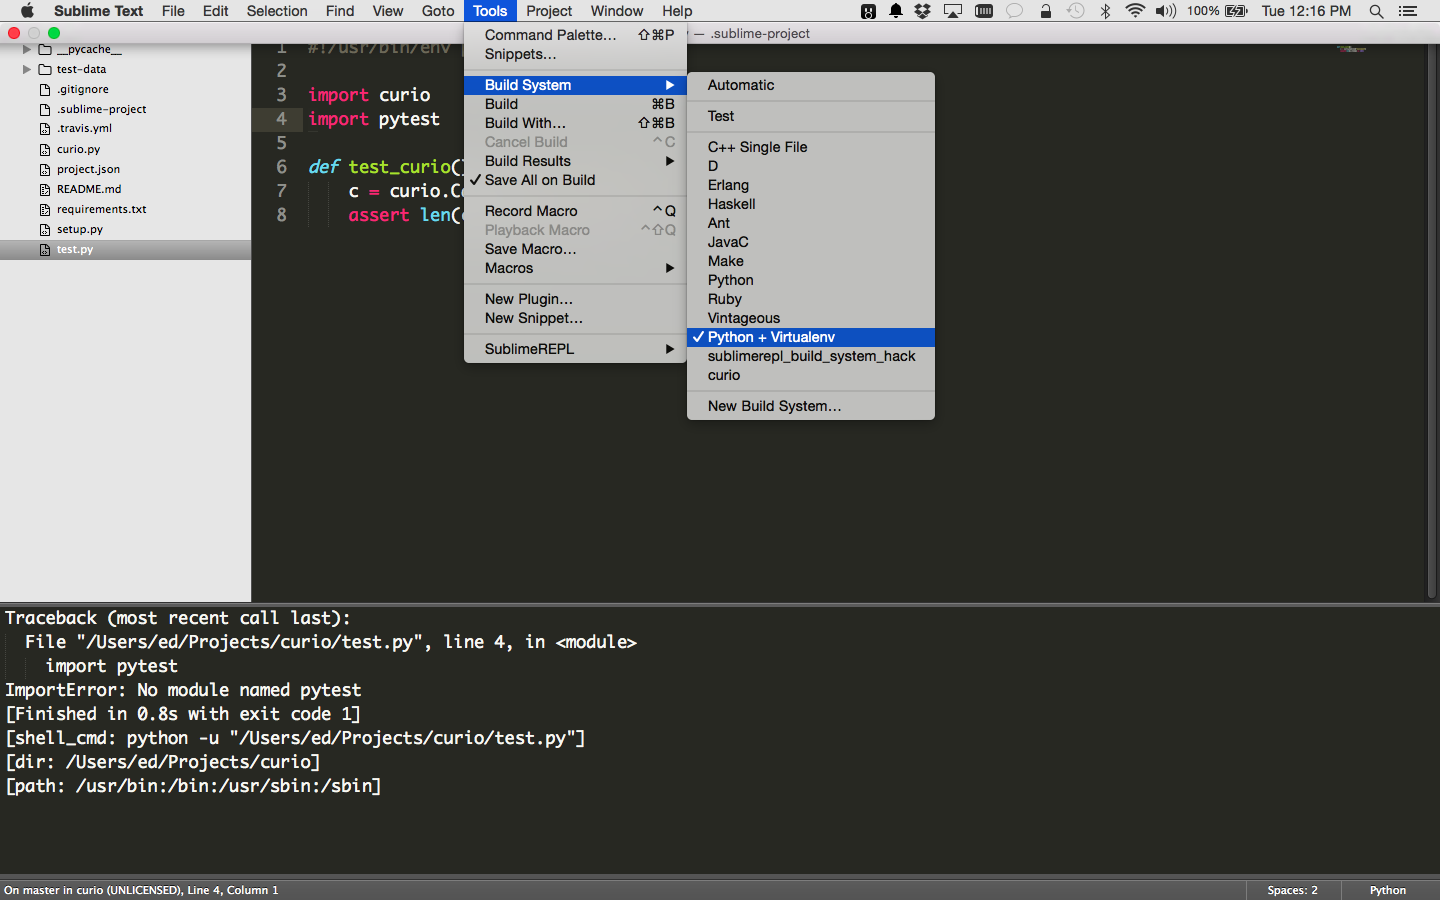 Sublime Text File Edit Selection Find View Goto Tools Project Window Help 100% Tue 12:16 PM
— .sublime-project
__pycache__
test-data
.gitignore
.sublime-project
.travis.yml
curio.py
project.json
README.md
requirements.txt
setup.py
test.py
1 #!/usr/bin/env
2
3 import curio
4 import pytest
5
6 def test_curio()
7 c = curio.Co
8 assert len(
Command Palette… ⇧⌘P
Snippets…
Build System
Build ⌘B
Build With… ⇧⌘B
Cancel Build ^C
Build Results
✓ Save All on Build
Record Macro ^Q
Playback Macro ^⇧Q
Save Macro…
Macros
New Plugin…
New Snippet…
SublimeREPL
Automatic
Test
C++ Single File
D
Erlang
Haskell
Ant
JavaC
Make
Python
Ruby
Vintageous
✓ Python + Virtualenv
sublimerepl_build_system_hack
curio
New Build System…
Traceback (most recent call last):
File "/Users/ed/Projects/curio/test.py", line 4, in <module>
import pytest
ImportError: No module named pytest
[Finished in 0.8s with exit code 1]
[shell_cmd: python -u "/Users/ed/Projects/curio/test.py"]
[dir: /Users/ed/Projects/curio]
[path: /usr/bin:/bin:/usr/sbin:/sbin]
On master in curio (UNLICENSED), Line 4, Column 1 Spaces: 2 Python